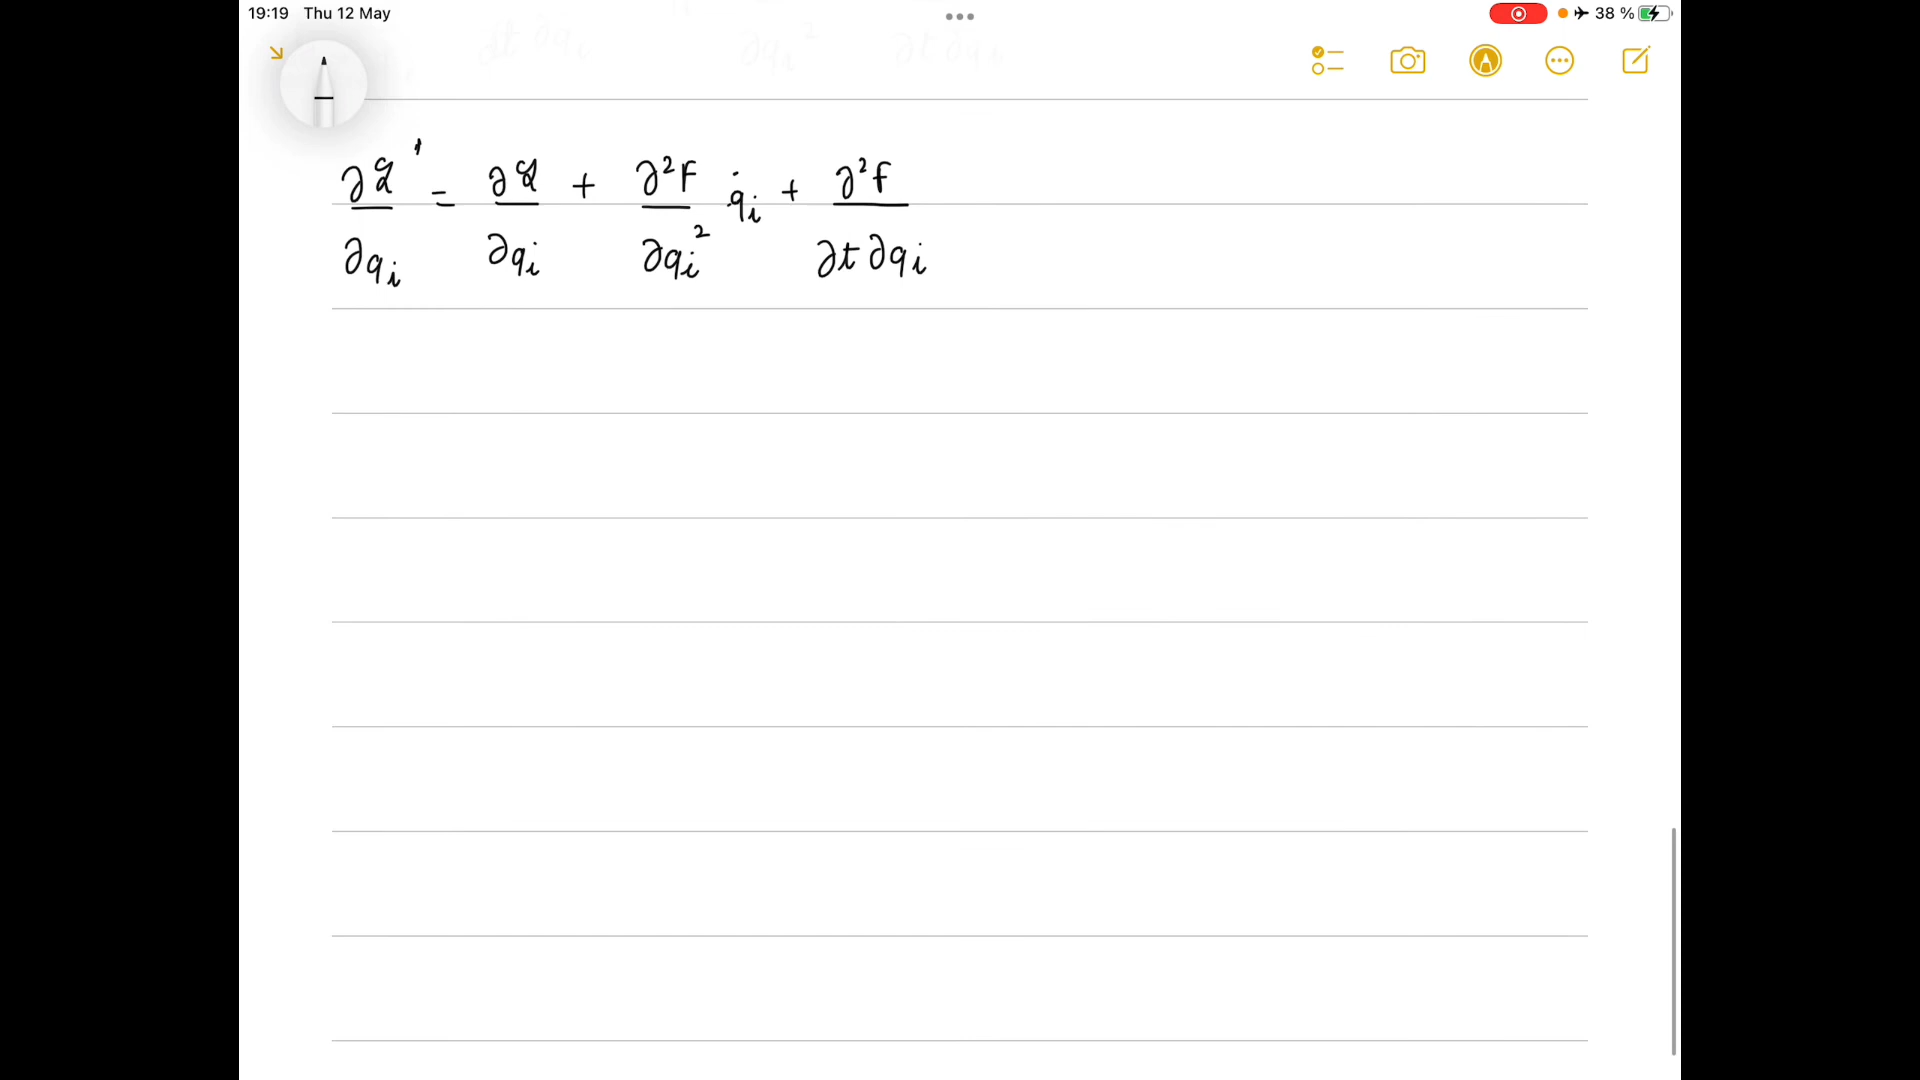 19:19 Thu 12 May 38 %
∂ℒ' / ∂qᵢ = ∂ℒ / ∂qᵢ + ∂²F / ∂qᵢ² q̇ᵢ + ∂²F / ∂t ∂qᵢ